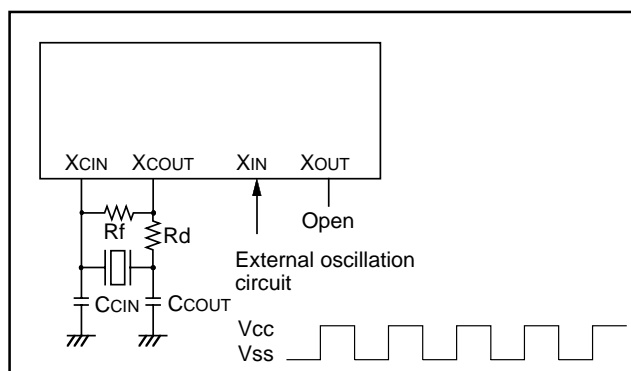 XCIN XCOUT XIN XOUT
Rf
Rd
Open
External oscillation
circuit
CCIN CCOUT
Vcc
Vss